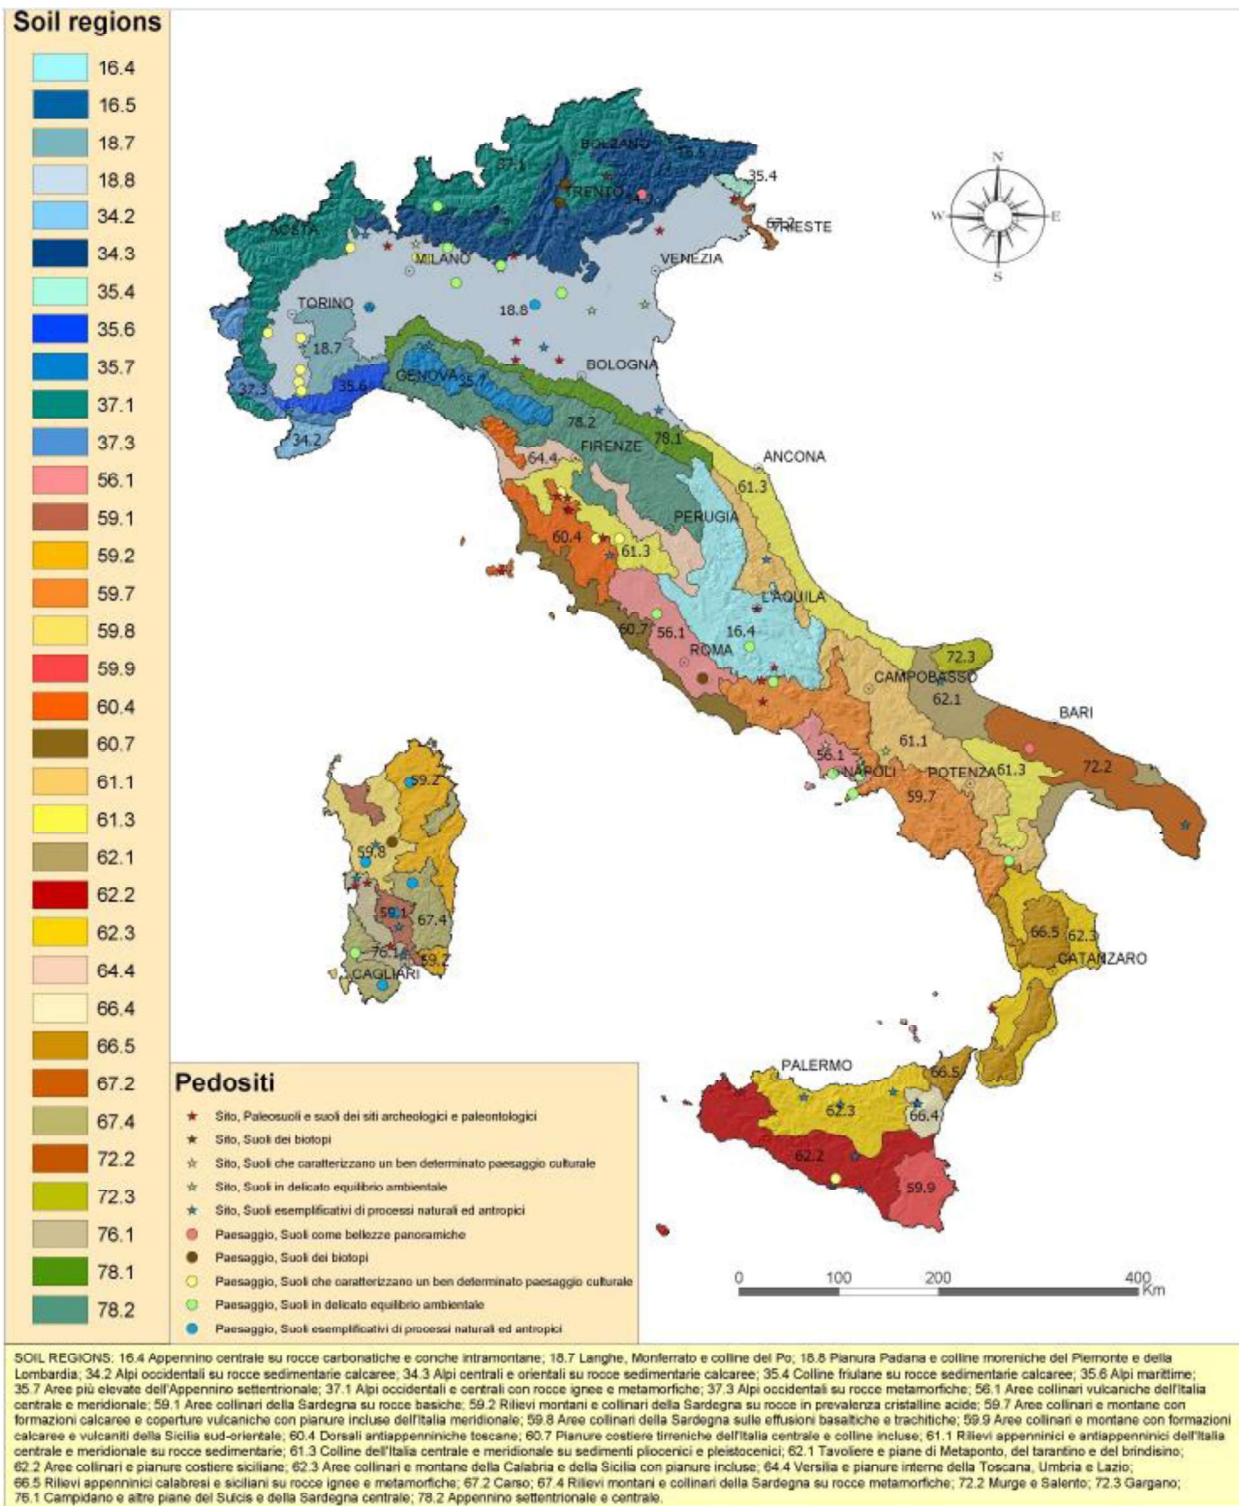 Soil regions
16.4
16.5
18.7
18.8
34.2
34.3
35.4
35.6
35.7
37.1
37.3
56.1
59.1
59.2
59.7
59.8
59.9
60.4
60.7
61.1
61.3
62.1
62.2
62.3
64.4
66.4
66.5
67.2
67.4
72.2
72.3
76.1
78.1
78.2
BOLZANO
16.5
37.1
TRENTO
34.3
35.4
67.2
TRIESTE
AOSTA
MILANO
VENEZIA
TORINO
18.8
18.7
BOLOGNA
GENOVA
35.7
37.3
35.6
34.2
78.2
78.1
FIRENZE
64.4
ANCONA
61.3
PERUGIA
60.4
61.3
L'AQUILA
60.7
56.1
16.4
ROMA
72.3
CAMPOBASSO
62.1
BARI
61.1
56.1
NAPOLI
POTENZA
61.3
72.2
59.7
59.2
59.8
59.1
67.4
76.1
59.2
CAGLIARI
66.5
62.3
CATANZARO
PALERMO
66.5
62.3
66.4
62.2
59.9
N
W
E
S
0 100 200 400
Km
Pedositi
Sito, Paleosuoli e suoli dei siti archeologici e paleontologici
Sito, Suoli dei biotopi
Sito, Suoli che caratterizzano un ben determinato paesaggio culturale
Sito, Suoli in delicato equilibrio ambientale
Sito, Suoli esemplificativi di processi naturali ed antropici
Paesaggio, Suoli come bellezze panoramiche
Paesaggio, Suoli dei biotopi
Paesaggio, Suoli che caratterizzano un ben determinato paesaggio culturale
Paesaggio, Suoli in delicato equilibrio ambientale
Paesaggio, Suoli esemplificativi di processi naturali ed antropici
SOIL REGIONS: 16.4 Appennino centrale su rocce carbonatiche e conche intramontane; 18.7 Langhe, Monferrato e colline del Po; 18.8 Pianura Padana e colline moreniche del Piemonte e della
Lombardia; 34.2 Alpi occidentali su rocce sedimentarie calcaree; 34.3 Alpi centrali e orientali su rocce sedimentarie calcaree; 35.4 Colline friulane su rocce sedimentarie calcaree; 35.6 Alpi marittime;
35.7 Aree più elevate dell'Appennino settentrionale; 37.1 Alpi occidentali e centrali con rocce ignee e metamorfiche; 37.3 Alpi occidentali su rocce metamorfiche; 56.1 Aree collinari vulcaniche dell'Italia
centrale e meridionale; 59.1 Aree collinari della Sardegna su rocce basiche; 59.2 Rilievi montani e collinari della Sardegna su rocce in prevalenza cristalline acide; 59.7 Aree collinari e montane con
formazioni calcaree e coperture vulcaniche con pianure incluse dell'Italia meridionale; 59.8 Aree collinari della Sardegna sulle effusioni basaltiche e trachitiche; 59.9 Aree collinari e montane con formazioni
calcaree e vulcaniti della Sicilia sud-orientale; 60.4 Dorsali antiappenniniche toscane; 60.7 Pianure costiere tirreniche dell'Italia centrale e colline incluse; 61.1 Rilievi appenninici e antiappenninici dell'Italia
centrale e meridionale su rocce sedimentarie; 61.3 Colline dell'Italia centrale e meridionale su sedimenti pliocenici e pleistocenici; 62.1 Tavoliere e piane di Metaponto, del tarantino e del brindisino;
62.2 Aree collinari e pianure costiere siciliane; 62.3 Aree collinari e montane della Calabria e della Sicilia con pianure incluse; 64.4 Versilia e pianure interne della Toscana, Umbria e Lazio;
66.5 Rilievi appenninici calabresi e siciliani su rocce ignee e metamorfiche; 67.2 Carso; 67.4 Rilievi montani e collinari della Sardegna su rocce metamorfiche; 72.2 Murge e Salento; 72.3 Gargano;
76.1 Campidano e altre piane del Sulcis e della Sardegna centrale; 78.2 Appennino settentrionale e centrale.